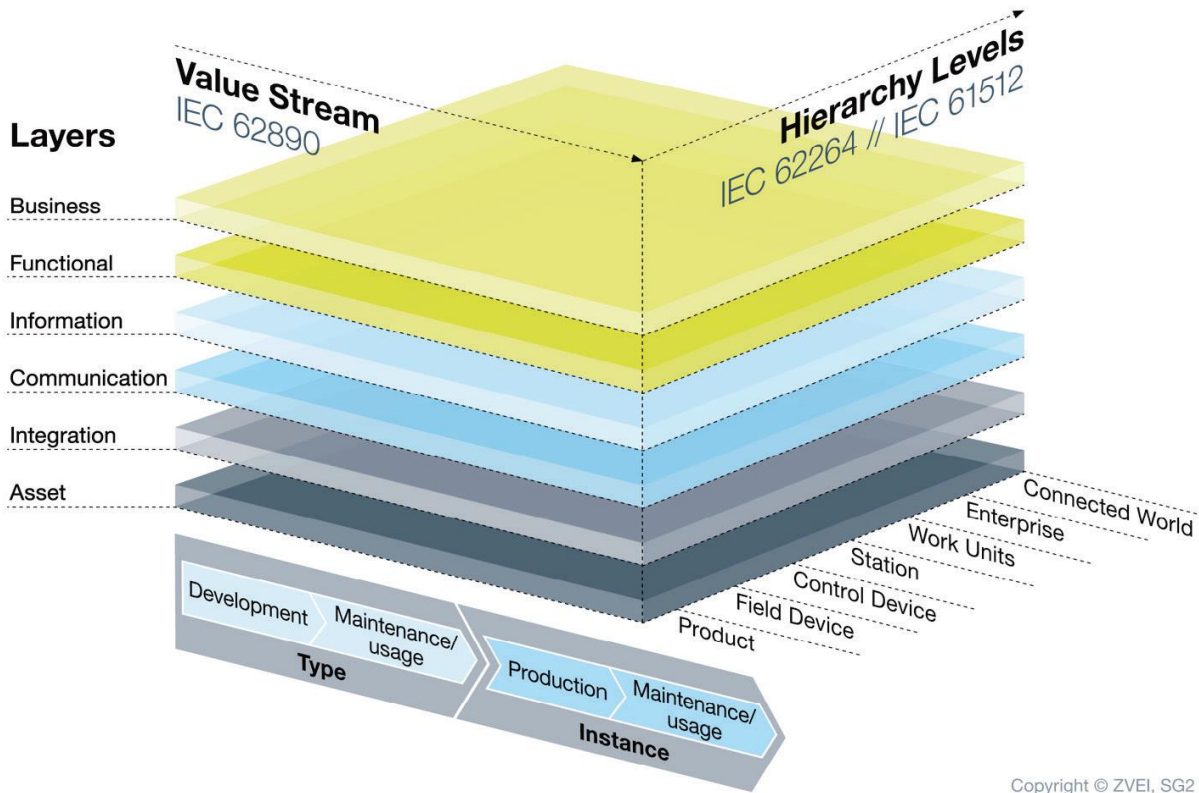 Value Stream
IEC 62890
Hierarchy Levels
IEC 62264 // IEC 61512
Layers
Business
Functional
Information
Communication
Integration
Asset
Connected World
Enterprise
Work Units
Station
Control Device
Field Device
Product
Development
Maintenance/
usage
Type
Production
Maintenance/
usage
Instance
Copyright © ZVEI, SG2